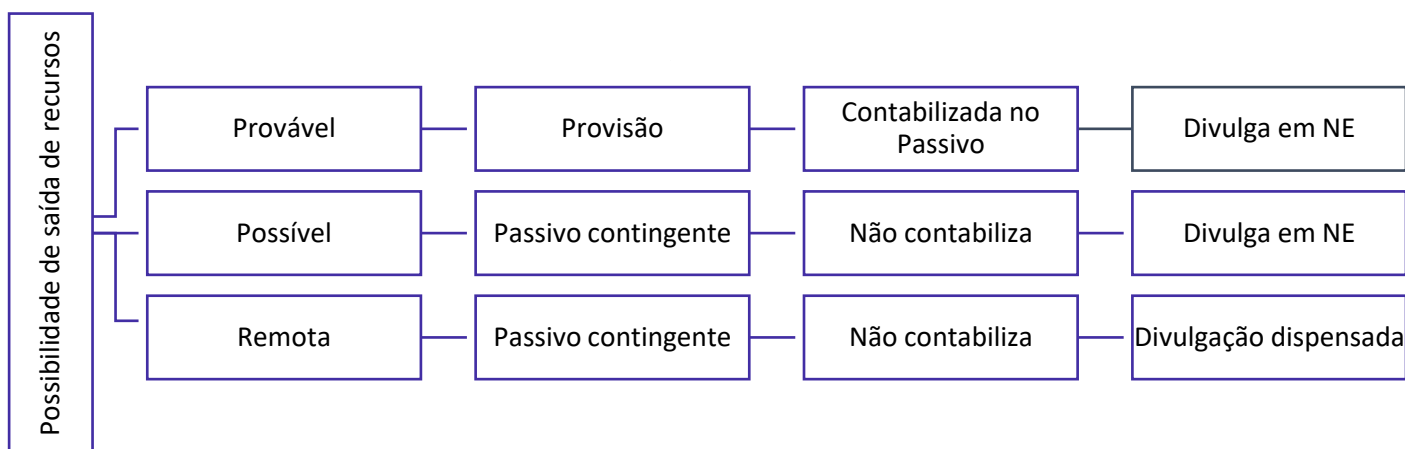 Possibilidade de saída de recursos
Provável
Provisão
Contabilizada no
Passivo
Divulga em NE
Possível
Passivo contingente
Não contabiliza
Divulga em NE
Remota
Passivo contingente
Não contabiliza
Divulgação dispensada